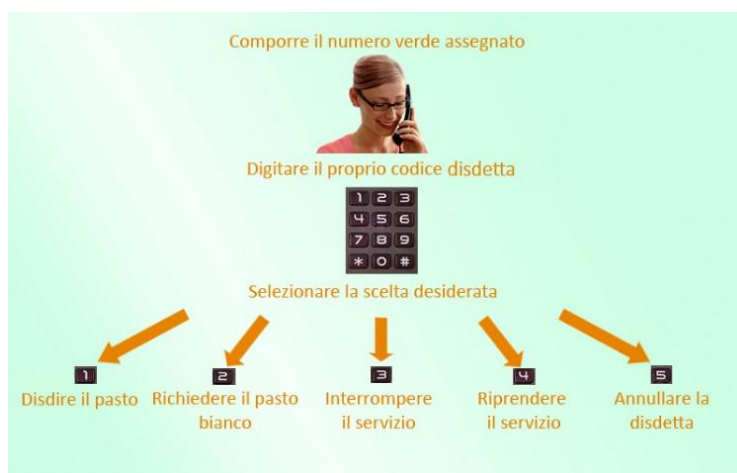 Comporre il numero verde assegnato
Digitare il proprio codice disdetta
1 2 3
4 5 6
7 8 9
* 0 #
Selezionare la scelta desiderata
1
Disdire il pasto
2
Richiedere il pasto
bianco
3
Interrompere
il servizio
4
Riprendere
il servizio
5
Annullare la
disdetta